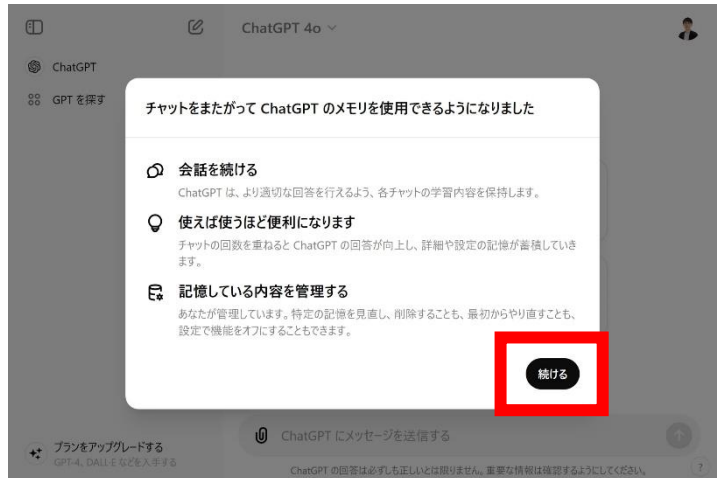 ChatGPT 4o
ChatGPT
GPT を探す
チャットをまたがって ChatGPT のメモリを使用できるようになりました
会話を続ける
ChatGPT は、より適切な回答を行えるよう、各チャットの学習内容を保持します。
使えば使うほど便利になります
チャットの回数を重ねると ChatGPT の回答が向上し、詳細や設定の記憶が蓄積していき
ます。
記憶している内容を管理する
あなたが管理しています。特定の記憶を見直し、削除することも、最初からやり直すことも、
設定で機能をオフにすることもできます。
続ける
ChatGPT にメッセージを送信する
プランをアップグレードする
GPT-4、DALL·E などを入手する
ChatGPT の回答は必ずしも正しいとは限りません。重要な情報は確認するようにしてください。
?